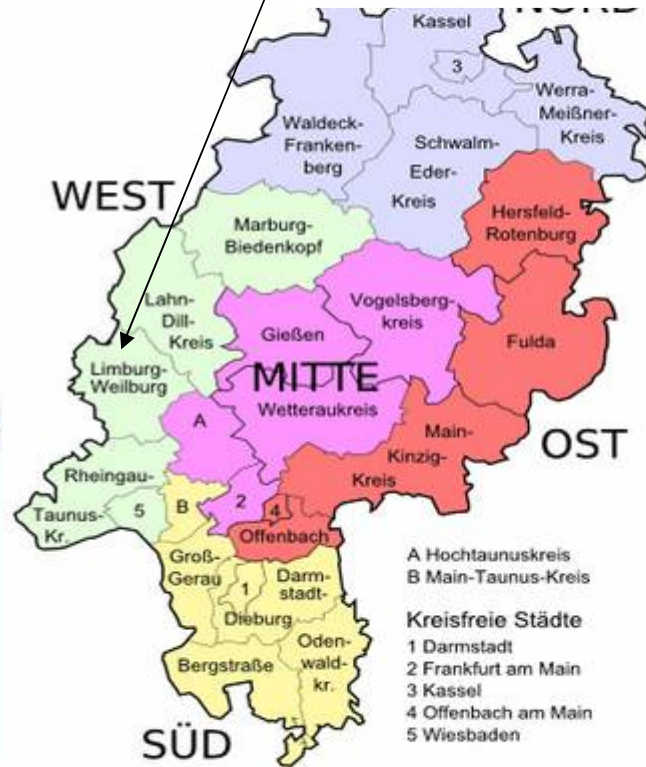 NORD
Kassel
3
Werra-
Meißner-
Kreis
Waldeck-
Franken-
berg
Schwalm-
Eder-
Kreis
WEST
Marburg-
Biedenkopf
Hersfeld-
Rotenburg
Lahn-
Dill-
Kreis
Vogelsberg-
kreis
Gießen
Fulda
Limburg-
Weilburg
MITTE
Wetteraukreis
A
Main-
Kinzig-
Kreis
OST
Rheingau-
Taunus-
Kr.
5
B
2
4
Offenbach
Groß-
Gerau
1
Darm-
stadt-
Dieburg
Oden-
wald-
kr.
Bergstraße
SÜD
A Hochtaunuskreis
B Main-Taunus-Kreis
Kreisfreie Städte
1 Darmstadt
2 Frankfurt am Main
3 Kassel
4 Offenbach am Main
5 Wiesbaden